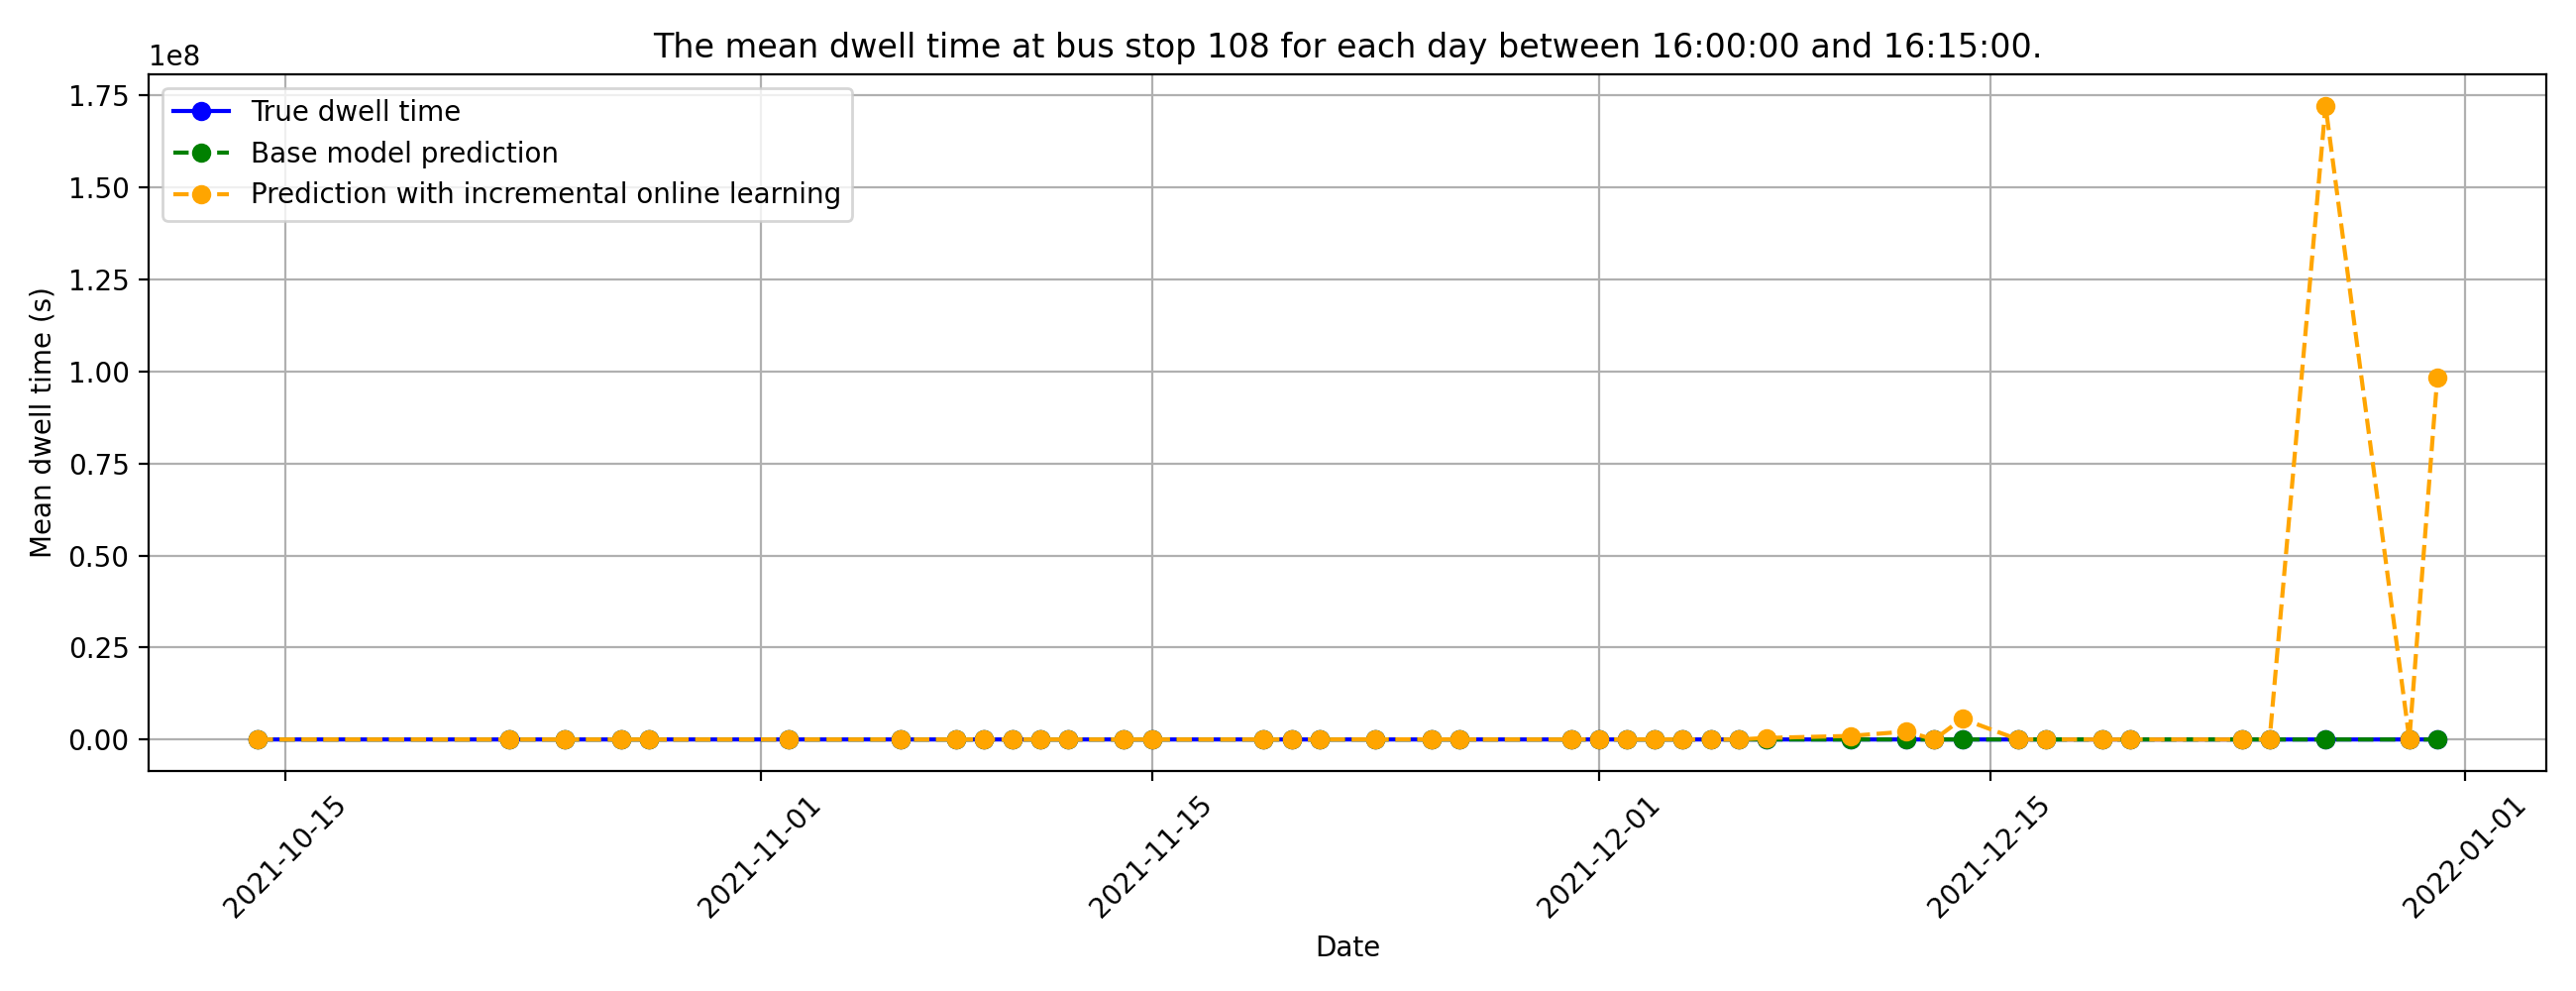 The mean dwell time at bus stop 108 for each day between 16:00:00 and 16:15:00.
1e8
1.75
1.50
1.25
1.00
0.75
0.50
0.25
0.00
Mean dwell time (s)
True dwell time
Base model prediction
Prediction with incremental online learning
2021-10-15
2021-11-01
2021-11-15
2021-12-01
2021-12-15
2022-01-01
Date